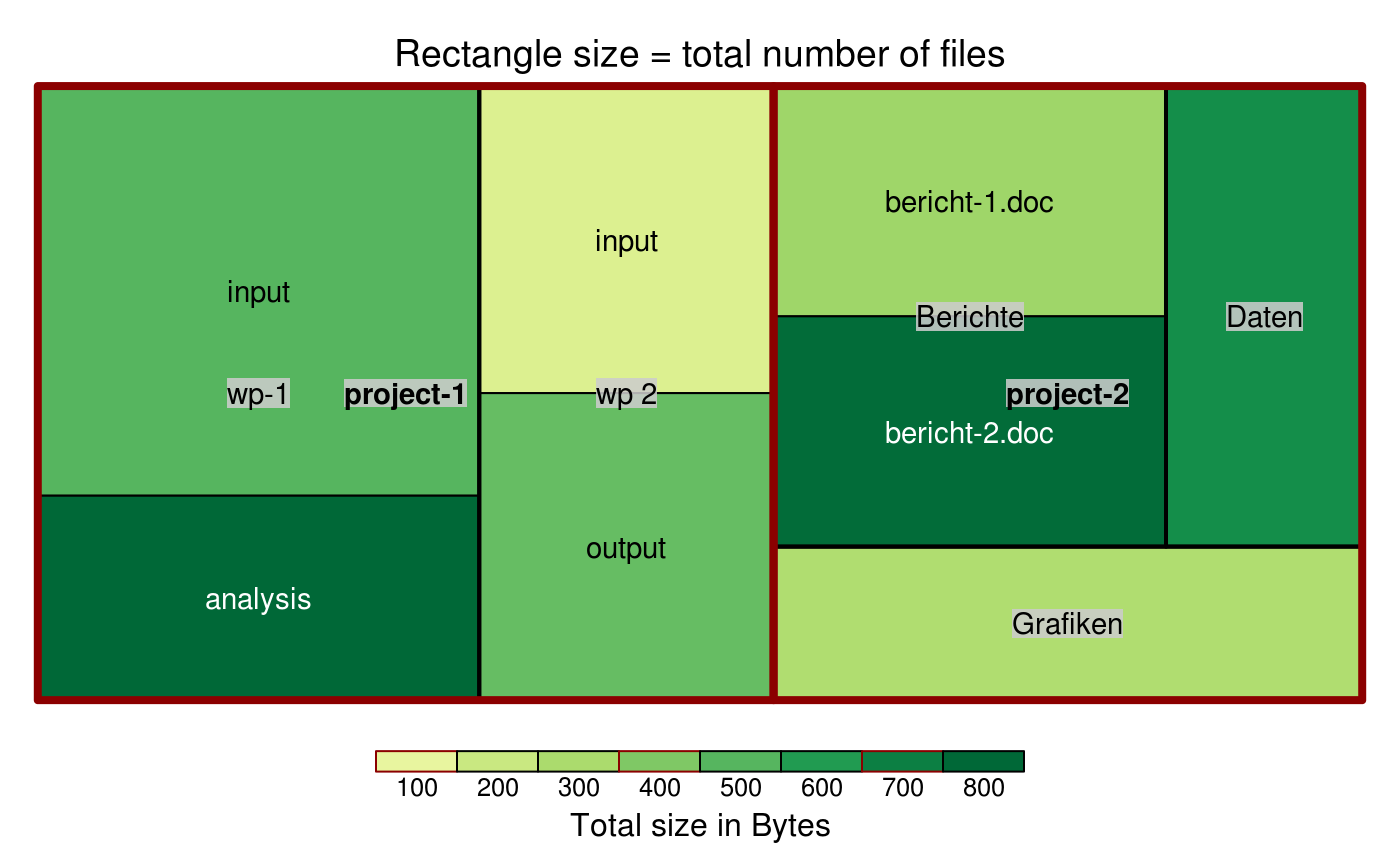 Rectangle size = total number of files
input
wp-1
project-1
analysis
input
wp 2
output
bericht-1.doc
Berichte
Daten
project-2
bericht-2.doc
Grafiken
100 200 300 400 500 600 700 800
Total size in Bytes